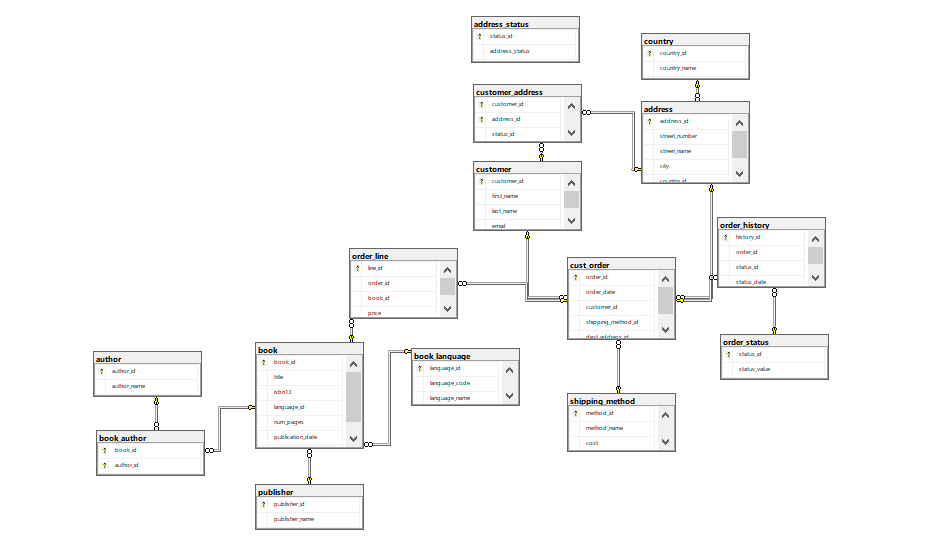 address_status
status_id
address_status
country
country_id
country_name
customer_address
customer_id
address_id
status_id
address
address_id
street_number
street_name
city
country_id
customer
customer_id
first_name
last_name
email
order_history
history_id
order_id
status_id
status_date
order_line
line_id
order_id
book_id
price
cust_order
order_id
order_date
customer_id
shipping_method_id
dest_address_id
order_status
status_id
status_value
book
book_id
title
isbn13
language_id
num_pages
publication_date
book_language
language_id
language_code
language_name
author
author_id
author_name
shipping_method
method_id
method_name
cost
book_author
book_id
author_id
publisher
publisher_id
publisher_name